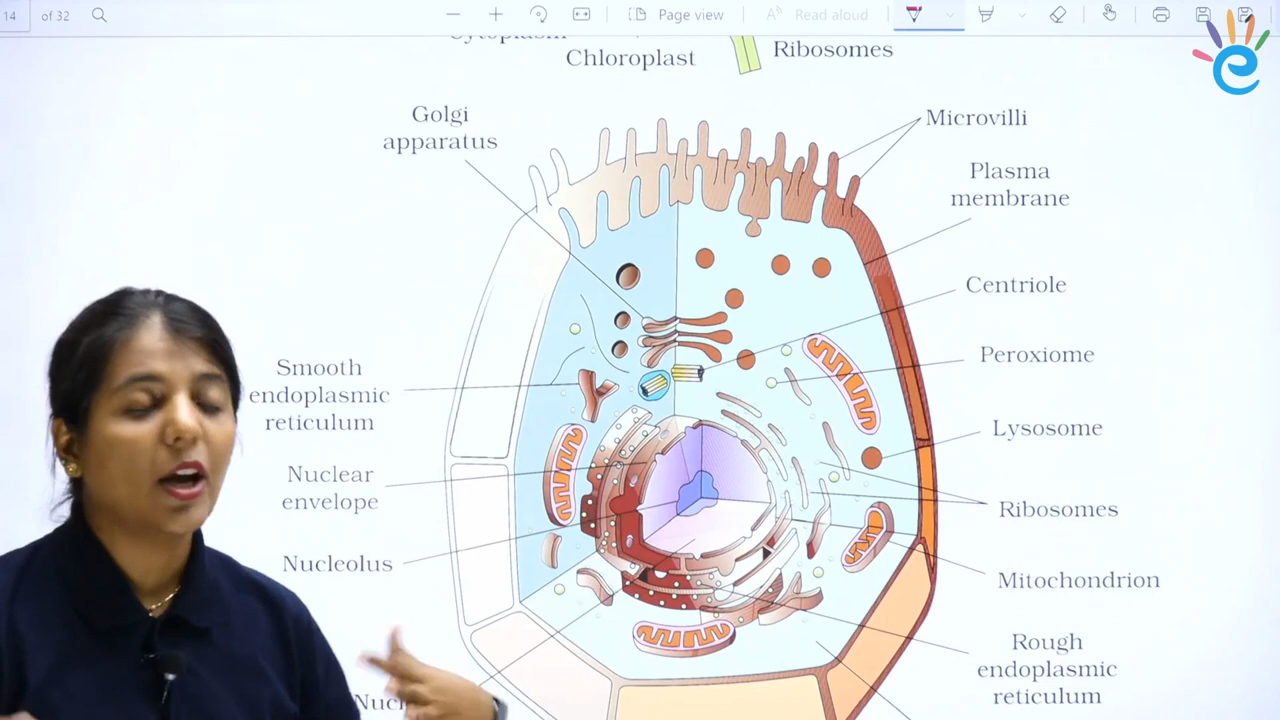 14 of 32 Page view Read aloud
Cytoplasm
Chloroplast
Ribosomes
Golgi
apparatus
Microvilli
Plasma
membrane
Centriole
Peroxiome
Smooth
endoplasmic
reticulum
Lysosome
Nuclear
envelope
Ribosomes
Nucleolus
Mitochondrion
Rough
endoplasmic
reticulum
e